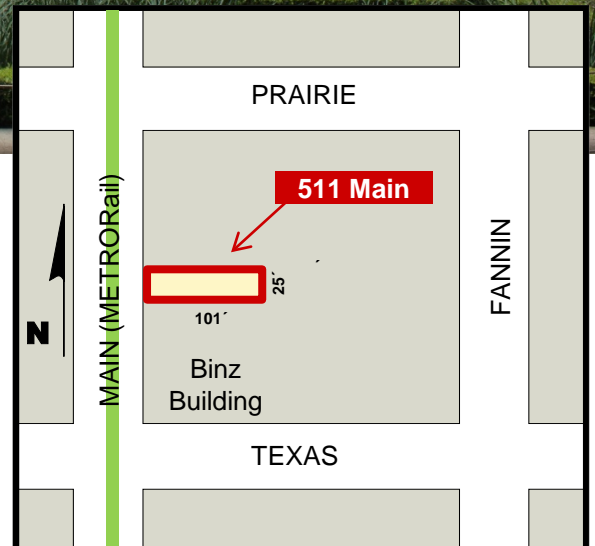 PRAIRIE
511 Main
MAIN (METRORail)
FANNIN
25´
101´
N
Binz
Building
TEXAS